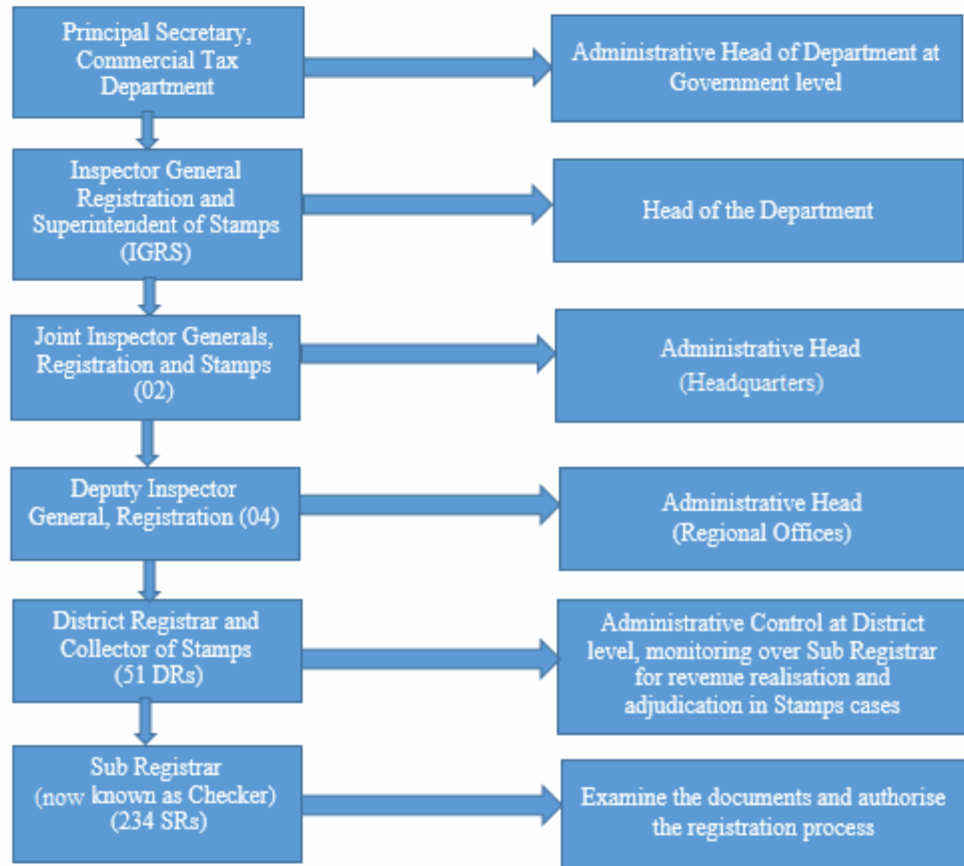 Principal Secretary,
Commercial Tax
Department
Administrative Head of Department at
Government level
Inspector General
Registration and
Superintendent of Stamps
(IGRS)
Head of the Department
Joint Inspector Generals,
Registration and Stamps
(02)
Administrative Head
(Headquarters)
Deputy Inspector
General, Registration (04)
Administrative Head
(Regional Offices)
District Registrar and
Collector of Stamps
(51 DRs)
Administrative Control at District
level, monitoring over Sub Registrar
for revenue realisation and
adjudication in Stamps cases
Sub Registrar
(now known as Checker)
(234 SRs)
Examine the documents and authorise
the registration process